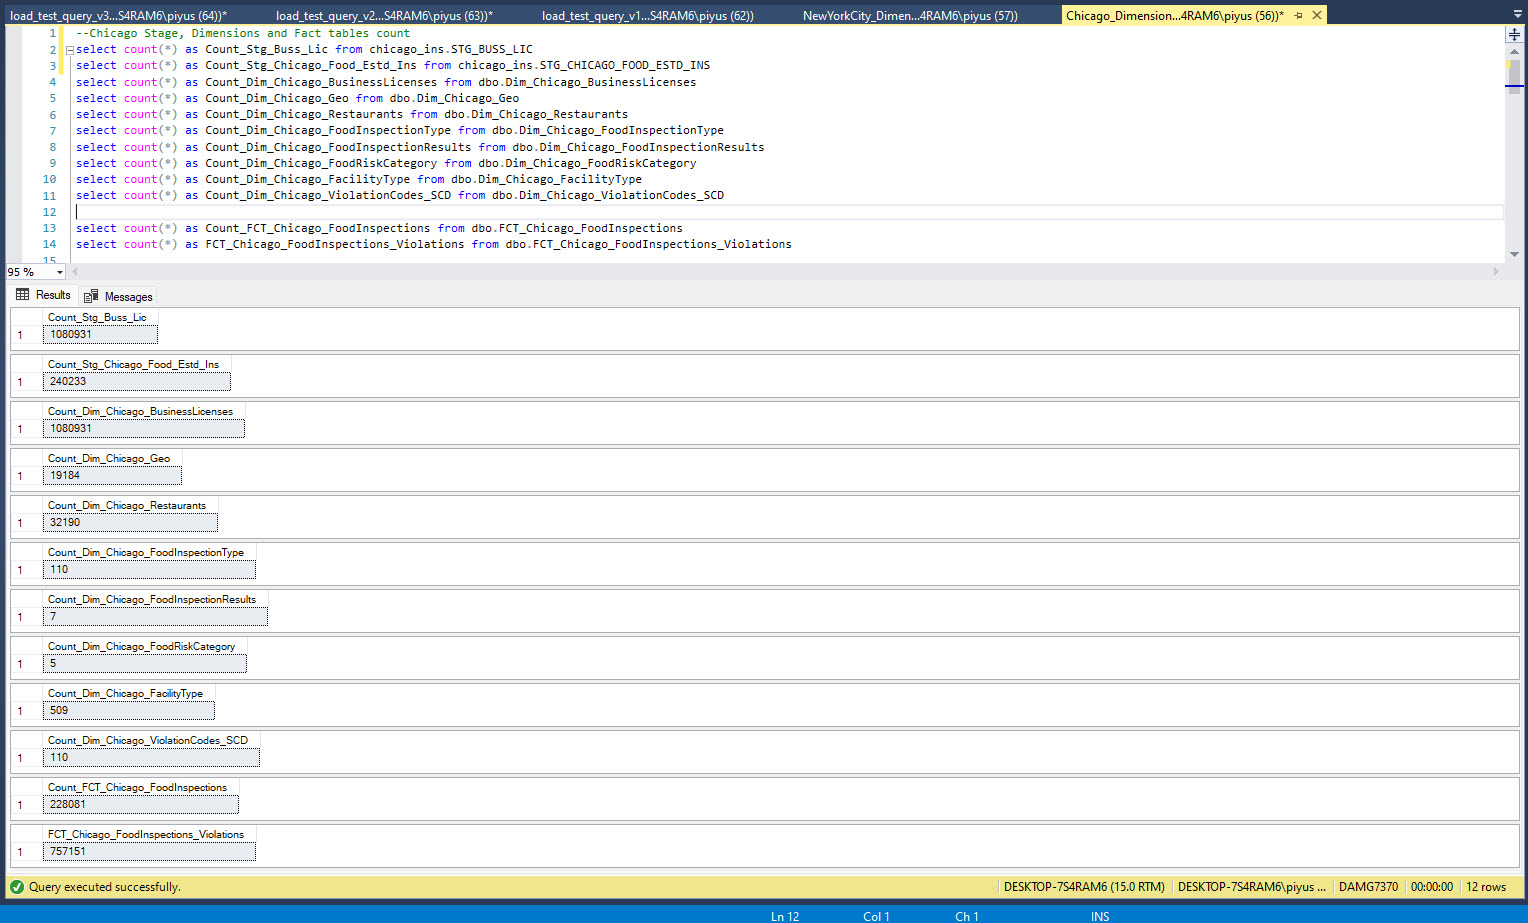 load_test_query_v3...S4RAM6\piyus (64))*
load_test_query_v2...S4RAM6\piyus (63))*
load_test_query_v1...S4RAM6\piyus (62))
NewYorkCity_Dimen...4RAM6\piyus (57))
Chicago_Dimension...4RAM6\piyus (56))*
1 --Chicago Stage, Dimensions and Fact tables count
2 select count(*) as Count_Stg_Buss_Lic from chicago_ins.STG_BUSS_LIC
3 select count(*) as Count_Stg_Chicago_Food_Estd_Ins from chicago_ins.STG_CHICAGO_FOOD_ESTD_INS
4 select count(*) as Count_Dim_Chicago_BusinessLicenses from dbo.Dim_Chicago_BusinessLicenses
5 select count(*) as Count_Dim_Chicago_Geo from dbo.Dim_Chicago_Geo
6 select count(*) as Count_Dim_Chicago_Restaurants from dbo.Dim_Chicago_Restaurants
7 select count(*) as Count_Dim_Chicago_FoodInspectionType from dbo.Dim_Chicago_FoodInspectionType
8 select count(*) as Count_Dim_Chicago_FoodInspectionResults from dbo.Dim_Chicago_FoodInspectionResults
9 select count(*) as Count_Dim_Chicago_FoodRiskCategory from dbo.Dim_Chicago_FoodRiskCategory
10 select count(*) as Count_Dim_Chicago_FacilityType from dbo.Dim_Chicago_FacilityType
11 select count(*) as Count_Dim_Chicago_ViolationCodes_SCD from dbo.Dim_Chicago_ViolationCodes_SCD
12
13 select count(*) as Count_FCT_Chicago_FoodInspections from dbo.FCT_Chicago_FoodInspections
14 select count(*) as FCT_Chicago_FoodInspections_Violations from dbo.FCT_Chicago_FoodInspections_Violations
15
95 %
Results Messages
Count_Stg_Buss_Lic
1 1080931
Count_Stg_Chicago_Food_Estd_Ins
1 240233
Count_Dim_Chicago_BusinessLicenses
1 1080931
Count_Dim_Chicago_Geo
1 19184
Count_Dim_Chicago_Restaurants
1 32190
Count_Dim_Chicago_FoodInspectionType
1 110
Count_Dim_Chicago_FoodInspectionResults
1 7
Count_Dim_Chicago_FoodRiskCategory
1 5
Count_Dim_Chicago_FacilityType
1 509
Count_Dim_Chicago_ViolationCodes_SCD
1 110
Count_FCT_Chicago_FoodInspections
1 228081
FCT_Chicago_FoodInspections_Violations
1 757151
Query executed successfully.
DESKTOP-7S4RAM6 (15.0 RTM)
DESKTOP-7S4RAM6\piyus ...
DAMG7370
00:00:00
12 rows
Ln 12 Col 1 Ch 1 INS